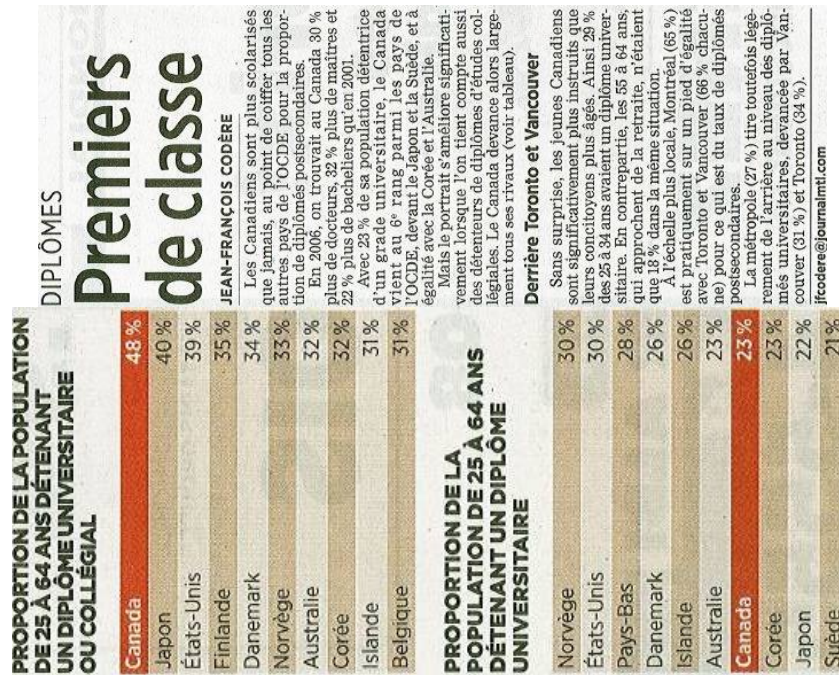 DIPLÔMES
Premiers
de classe
JEAN-FRANÇOIS CODÈRE
Les Canadiens sont plus scolarisés
que jamais, au point de coiffer tous les
autres pays de l'OCDE pour la propor-
tion de diplômés postsecondaires.
En 2006, on trouvait au Canada 30 %
plus de docteurs, 32 % plus de maîtres et
22 % plus de bacheliers qu'en 2001.
Avec 23 % de sa population détentrice
d'un grade universitaire, le Canada
vient au 6e rang parmi les pays de
l'OCDE, devant le Japon et la Suède, et à
égalité avec la Corée et l'Australie.
Mais le portrait s'améliore significati-
vement lorsque l'on tient compte aussi
des détenteurs de diplômes d'études col-
légiales. Le Canada devance alors large-
ment tous ses rivaux (voir tableau).
Derrière Toronto et Vancouver
Sans surprise, les jeunes Canadiens
sont significativement plus instruits que
leurs concitoyens plus âgés. Ainsi 29 %
des 25 à 34 ans avaient un diplôme univer-
sitaire. En contrepartie, les 55 à 64 ans,
qui approchent de la retraite, n'étaient
que 18 % dans la même situation.
À l'échelle plus locale, Montréal (65 %)
est pratiquement sur un pied d'égalité
avec Toronto et Vancouver (66 % chacu-
ne) pour ce qui est du taux de diplômés
postsecondaires.
La métropole (27 %) tire toutefois légè-
rement de l'arrière au niveau des diplô-
més universitaires, devancée par Van-
couver (31 %) et Toronto (34 %).
jfcodere@journalmtl.com
PROPORTION DE LA POPULATION
DE 25 À 64 ANS DÉTENANT
UN DIPLÔME UNIVERSITAIRE
OU COLLÉGIAL
Canada 48 %
Japon 40 %
États-Unis 39 %
Finlande 35 %
Danemark 34 %
Norvège 33 %
Australie 32 %
Corée 32 %
Islande 31 %
Belgique 31 %
PROPORTION DE LA
POPULATION DE 25 À 64 ANS
DÉTENANT UN DIPLÔME
UNIVERSITAIRE
Norvège 30 %
États-Unis 30 %
Pays-Bas 28 %
Danemark 26 %
Islande 26 %
Australie 23 %
Canada 23 %
Corée 23 %
Japon 22 %
Suède 21 %